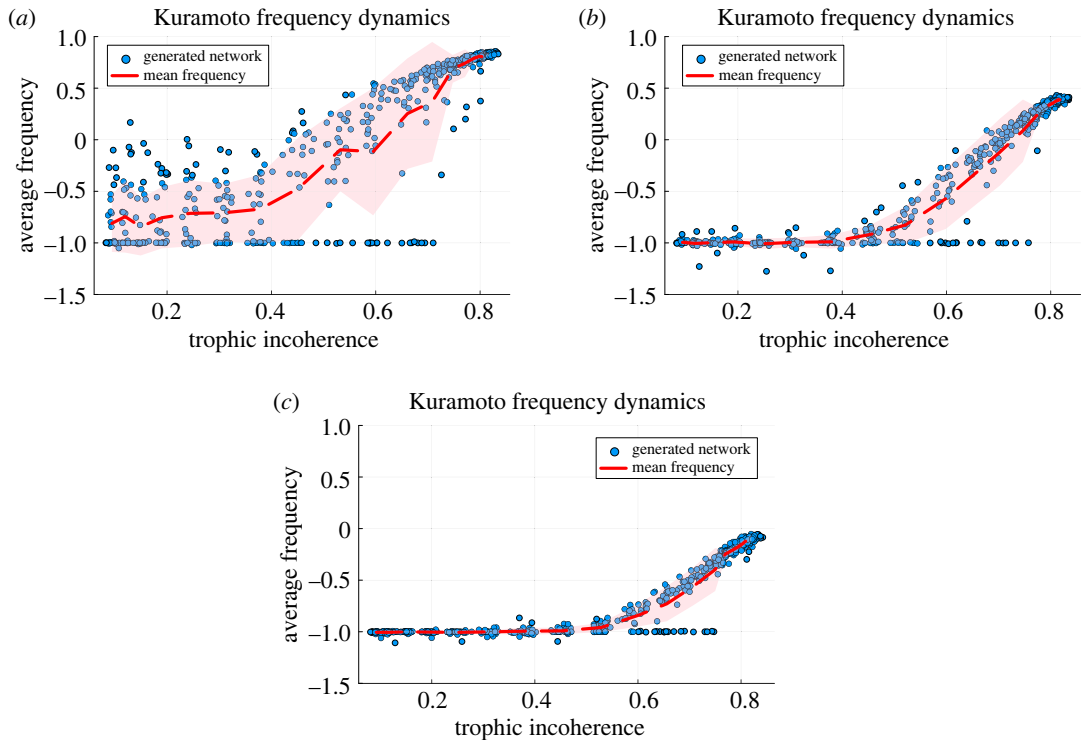 (a) Kuramoto frequency dynamics
1.0
0.5
0
−0.5
−1.0
−1.5
average frequency
generated network
mean frequency
0.2 0.4 0.6 0.8
trophic incoherence
(b) Kuramoto frequency dynamics
1.0
0.5
0
−0.5
−1.0
−1.5
average frequency
generated network
mean frequency
0.2 0.4 0.6 0.8
trophic incoherence
(c) Kuramoto frequency dynamics
1.0
0.5
0
−0.5
−1.0
−1.5
average frequency
generated network
mean frequency
0.2 0.4 0.6 0.8
trophic incoherence